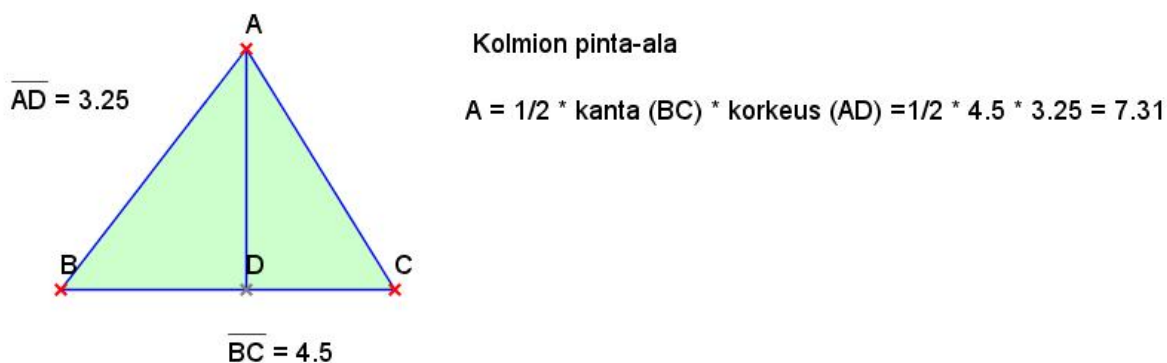 A
Kolmion pinta-ala
AD = 3.25
A = 1/2 * kanta (BC) * korkeus (AD) =1/2 * 4.5 * 3.25 = 7.31
B
D
C
BC = 4.5